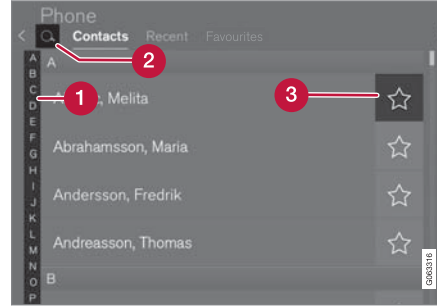 Phone
Contacts Recent Favourites
2
A
A
B
C
D
E
F
G
H
I
J
K
L
M
N
O
P
1
, Melita
3
Abrahamsson, Maria
Andersson, Fredrik
Andreasson, Thomas
B
G063316